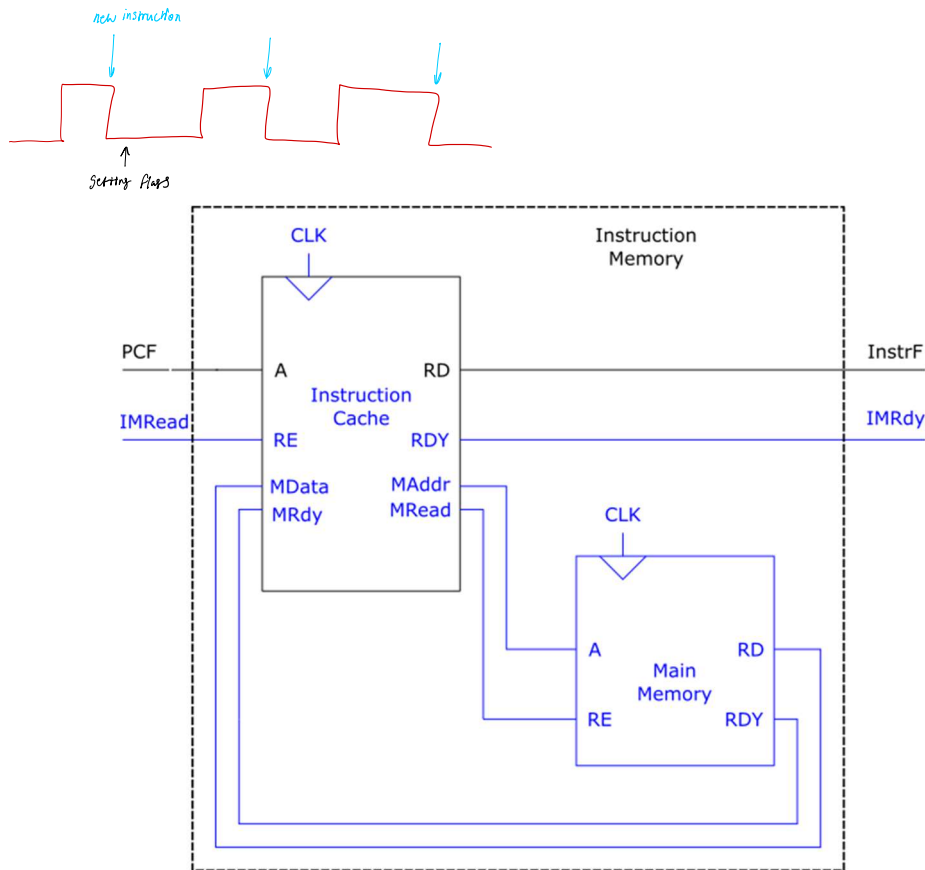 new instruction
setting flags
CLK
Instruction
Memory
PCF
InstrF
A
RD
Instruction
Cache
IMRead
IMRdy
RE
RDY
MData
MAddr
MRdy
MRead
CLK
A
RD
Main
Memory
RE
RDY